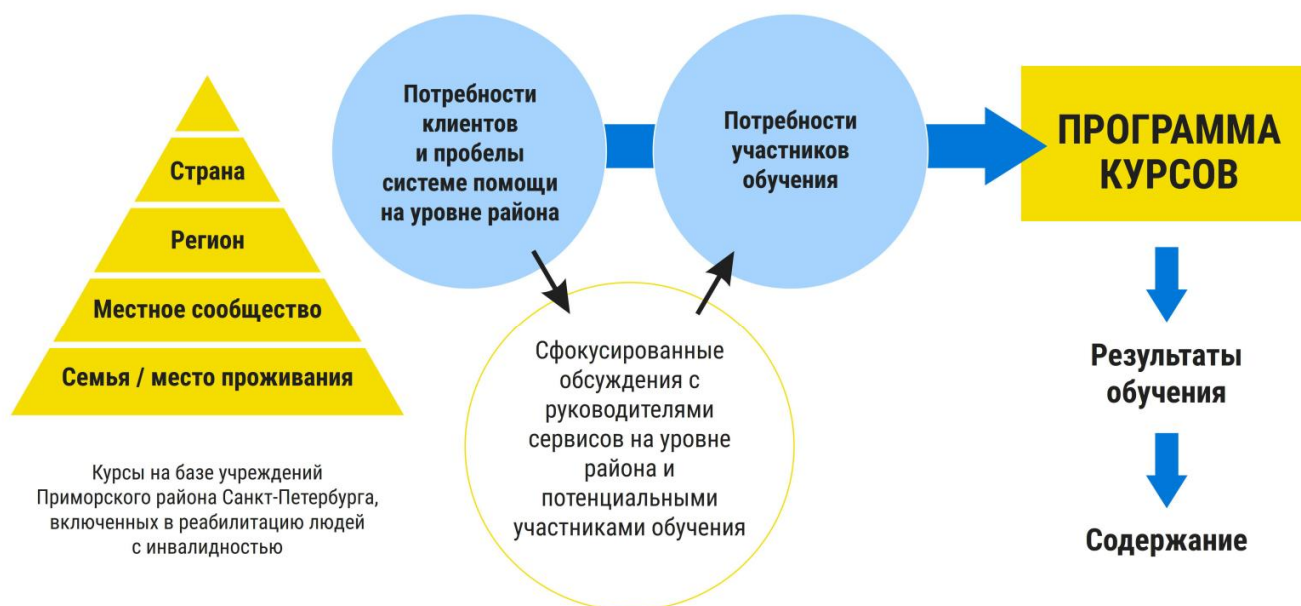 Страна
Регион
Местное сообщество
Семья / место проживания
Курсы на базе учреждений
Приморского района Санкт-Петербурга,
включенных в реабилитацию людей
с инвалидностью
Потребности
клиентов
и пробелы
системе помощи
на уровне района
Сфокусированные
обсуждения с
руководителями
сервисов на уровне
района и
потенциальными
участниками обучения
Потребности
участников
обучения
ПРОГРАММА
КУРСОВ
Результаты
обучения
Содержание